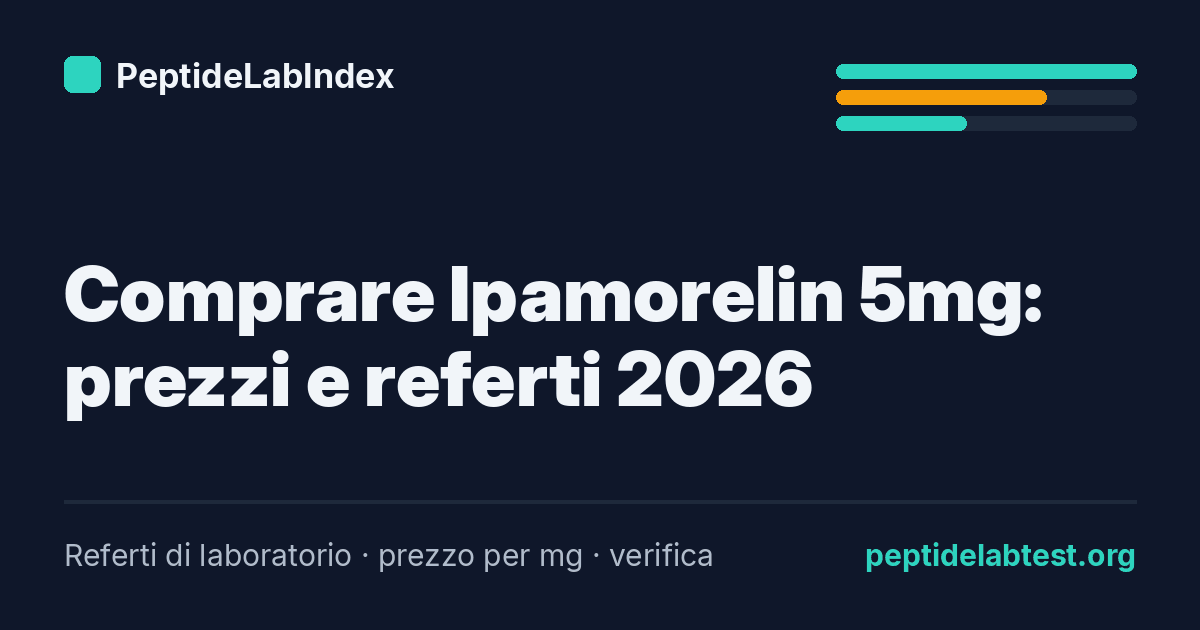 PeptideLabIndex
Comprare Ipamorelin 5mg:
prezzi e referti 2026
Referti di laboratorio · prezzo per mg · verifica
peptidelabtest.org